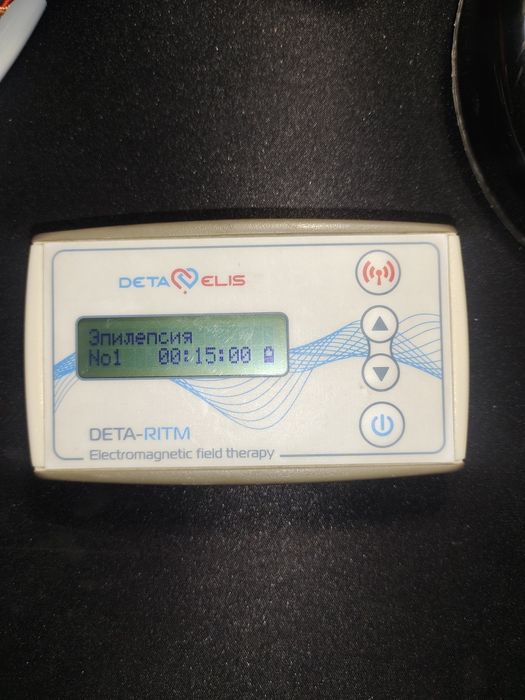 DETA ELIS
Эпилепсия
No1 00:15:00
DETA-RITM
Electromagnetic field therapy